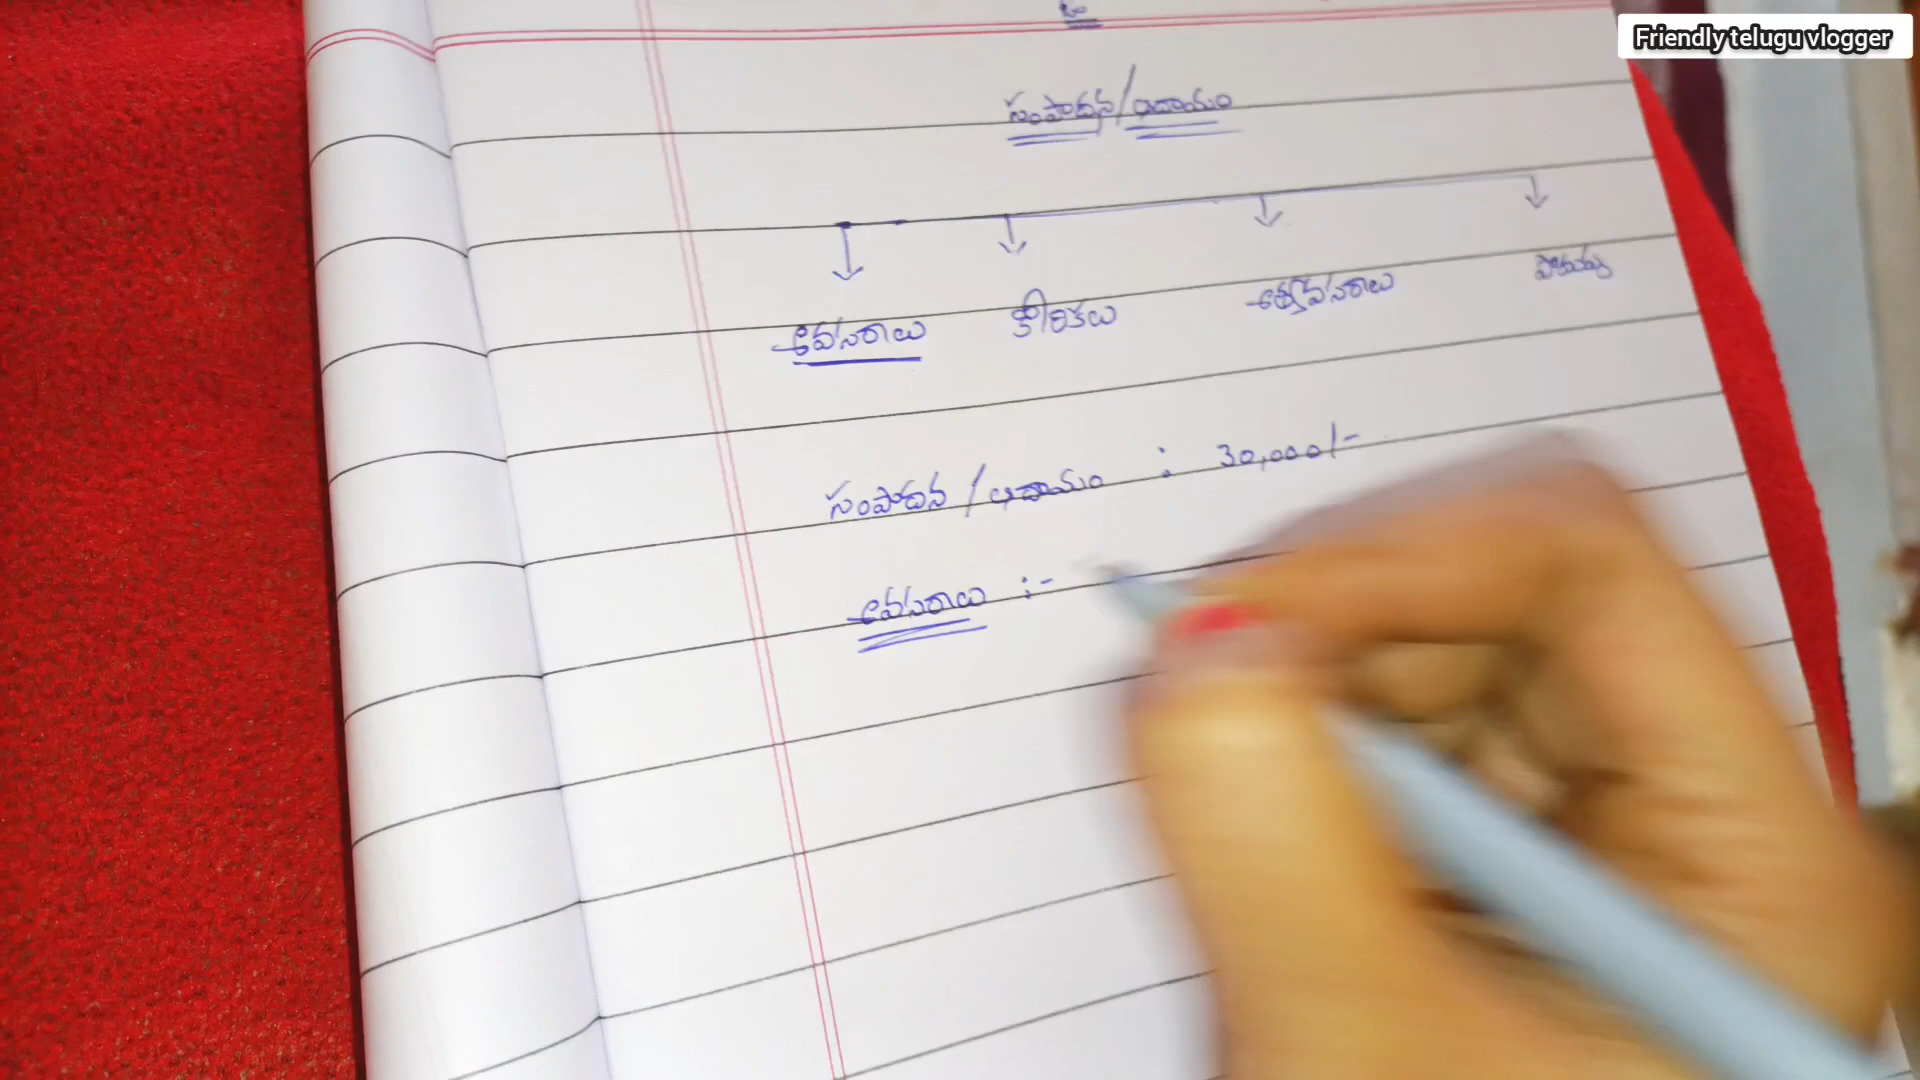 Friendly telugu vlogger
ఓం
సంపాదన/ఆదాయం
అవసరాలు కోరికలు అత్యవసరాలు పొదుపు
సంపాదన / ఆదాయం : 30,000/-
అవసరాలు :-